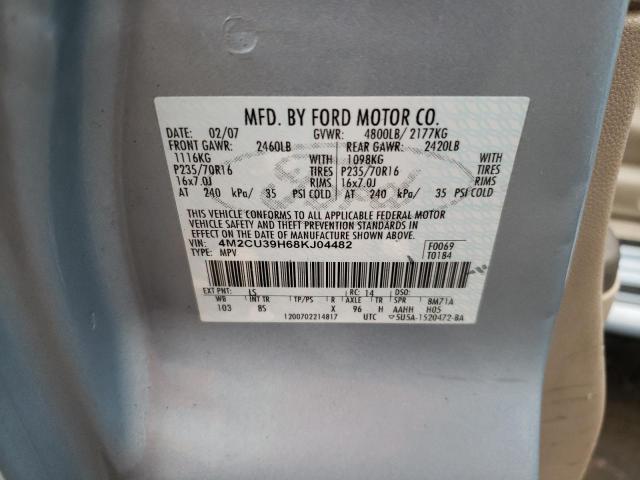 MFD. BY FORD MOTOR CO.
DATE: 02/07 GVWR: 4800LB/ 2177KG
FRONT GAWR: 2460LB REAR GAWR: 2420LB
1116KG WITH 1098KG WITH
P235/70R16 TIRES P235/70R16 TIRES
16x7.0J RIMS 16x7.0J RIMS
AT 240 kPa/ 35 PSI COLD AT 240 kPa/ 35 PSI COLD
THIS VEHICLE CONFORMS TO ALL APPLICABLE FEDERAL MOTOR
VEHICLE SAFETY AND THEFT PREVENTION STANDARDS IN EFFECT
ON THE DATE OF MANUFACTURE SHOWN ABOVE.
VIN: 4M2CU39H68KJ04482 F0069
TYPE: MPV T0184
EXT PNT: LS RC: 14 DSO:
WB INT TR TP/PS R AXLE TR SPR 8M71A
103 8S X 96 H AAHH H05
1200702214817 UTC 5U5A-1520472-BA